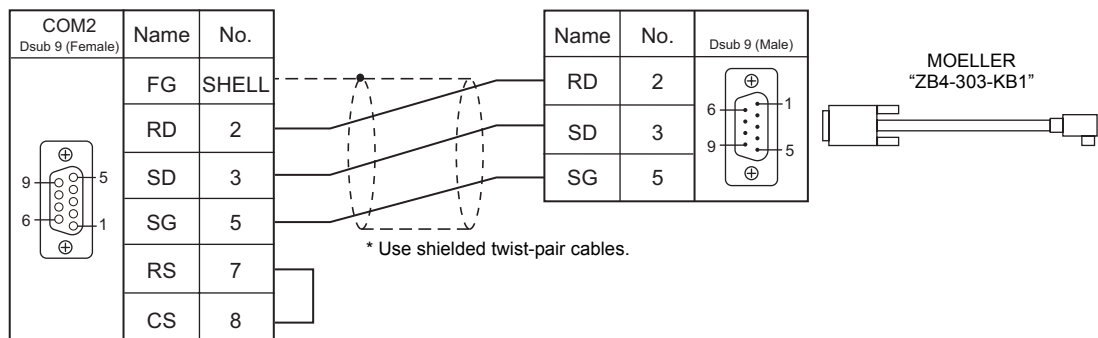 COM2
Dsub 9 (Female)
Name
No.
FG
SHELL
RD
2
SD
3
SG
5
RS
7
CS
8
9
5
6
1
* Use shielded twist-pair cables.
Name
No.
Dsub 9 (Male)
RD
2
SD
3
SG
5
6
1
9
5
MOELLER
“ZB4-303-KB1”